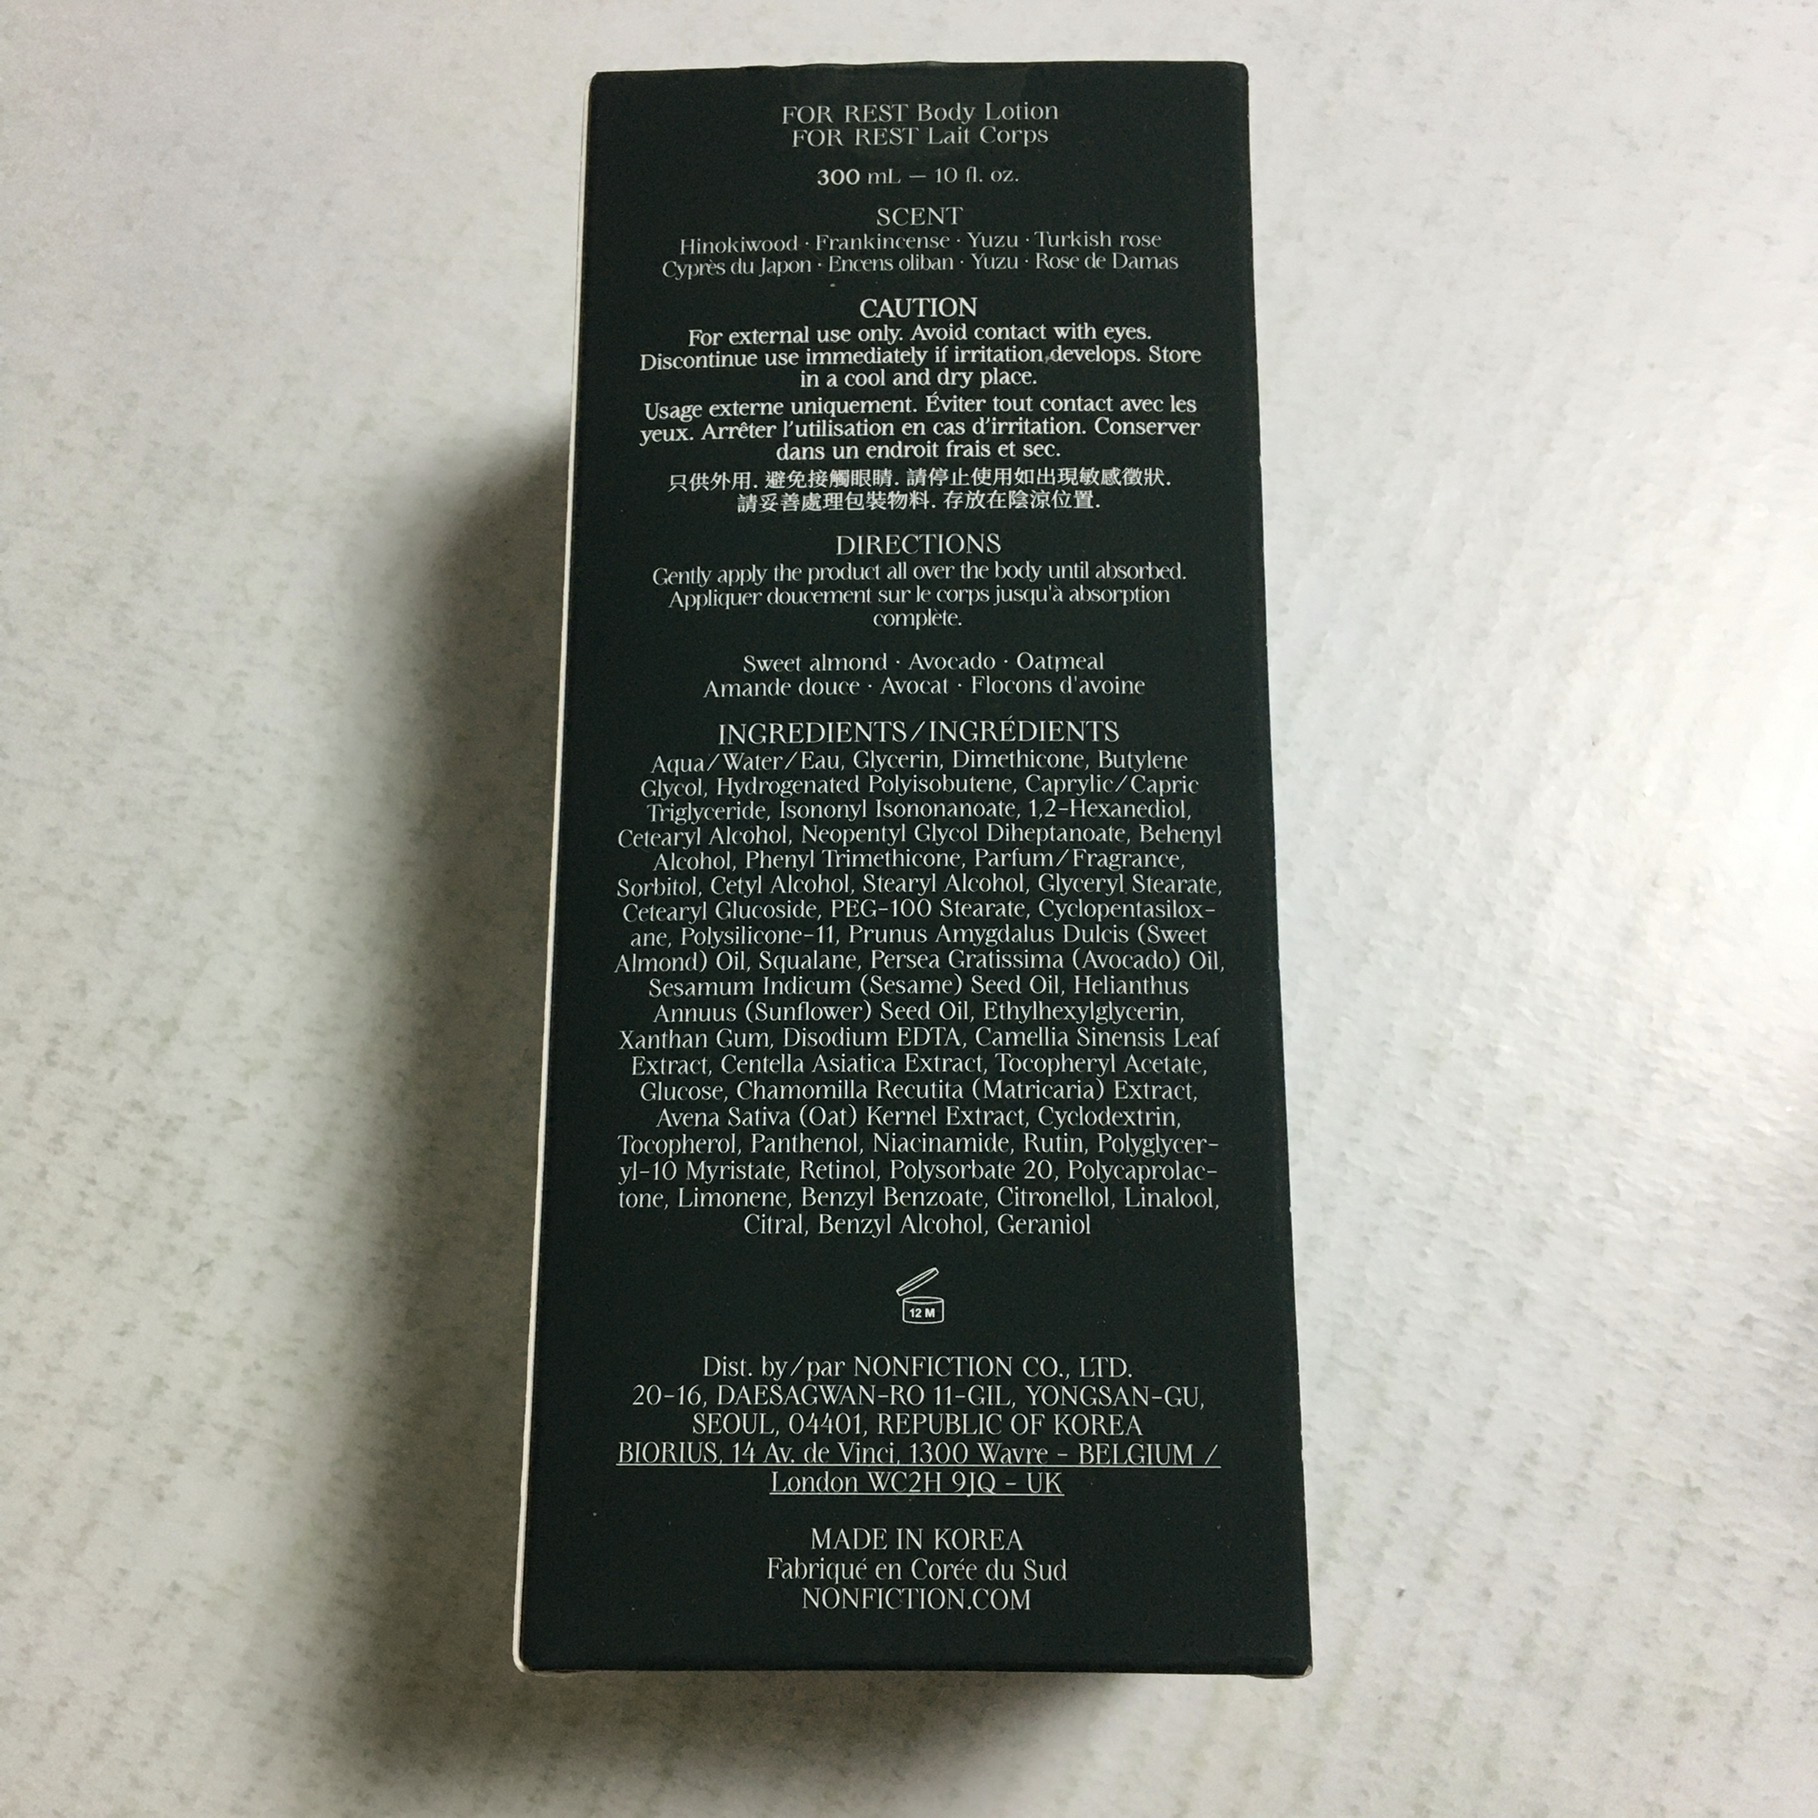 FOR REST Body Lotion
FOR REST Lait Corps
300 mL — 10 fl. oz.
SCENT
Hinokiwood · Frankincense · Yuzu · Turkish rose
Cyprès du Japon · Encens oliban · Yuzu · Rose de Damas
CAUTION
For external use only. Avoid contact with eyes.
Discontinue use immediately if irritation develops. Store
in a cool and dry place.
Usage externe uniquement. Éviter tout contact avec les
yeux. Arrêter l'utilisation en cas d'irritation. Conserver
dans un endroit frais et sec.
只供外用. 避免接觸眼睛. 請停止使用如出現敏感徵狀.
請妥善處理包裝物料. 存放在陰涼位置.
DIRECTIONS
Gently apply the product all over the body until absorbed.
Appliquer doucement sur le corps jusqu'à absorption
complète.
Sweet almond · Avocado · Oatmeal
Amande douce · Avocat · Flocons d'avoine
INGREDIENTS/INGRÉDIENTS
Aqua/Water/Eau, Glycerin, Dimethicone, Butylene
Glycol, Hydrogenated Polyisobutene, Caprylic/Capric
Triglyceride, Isononyl Isononanoate, 1,2-Hexanediol,
Cetearyl Alcohol, Neopentyl Glycol Diheptanoate, Behenyl
Alcohol, Phenyl Trimethicone, Parfum/Fragrance,
Sorbitol, Cetyl Alcohol, Stearyl Alcohol, Glyceryl Stearate,
Cetearyl Glucoside, PEG-100 Stearate, Cyclopentasilox-
ane, Polysilicone-11, Prunus Amygdalus Dulcis (Sweet
Almond) Oil, Squalane, Persea Gratissima (Avocado) Oil,
Sesamum Indicum (Sesame) Seed Oil, Helianthus
Annuus (Sunflower) Seed Oil, Ethylhexylglycerin,
Xanthan Gum, Disodium EDTA, Camellia Sinensis Leaf
Extract, Centella Asiatica Extract, Tocopheryl Acetate,
Glucose, Chamomilla Recutita (Matricaria) Extract,
Avena Sativa (Oat) Kernel Extract, Cyclodextrin,
Tocopherol, Panthenol, Niacinamide, Rutin, Polyglycer-
yl-10 Myristate, Retinol, Polysorbate 20, Polycaprolac-
tone, Limonene, Benzyl Benzoate, Citronellol, Linalool,
Citral, Benzyl Alcohol, Geraniol
12 M
Dist. by/par NONFICTION CO., LTD.
20-16, DAESAGWAN-RO 11-GIL, YONGSAN-GU,
SEOUL, 04401, REPUBLIC OF KOREA
BIORIUS, 14 Av. de Vinci, 1300 Wavre - BELGIUM /
London WC2H 9JQ - UK
MADE IN KOREA
Fabriqué en Corée du Sud
NONFICTION.COM